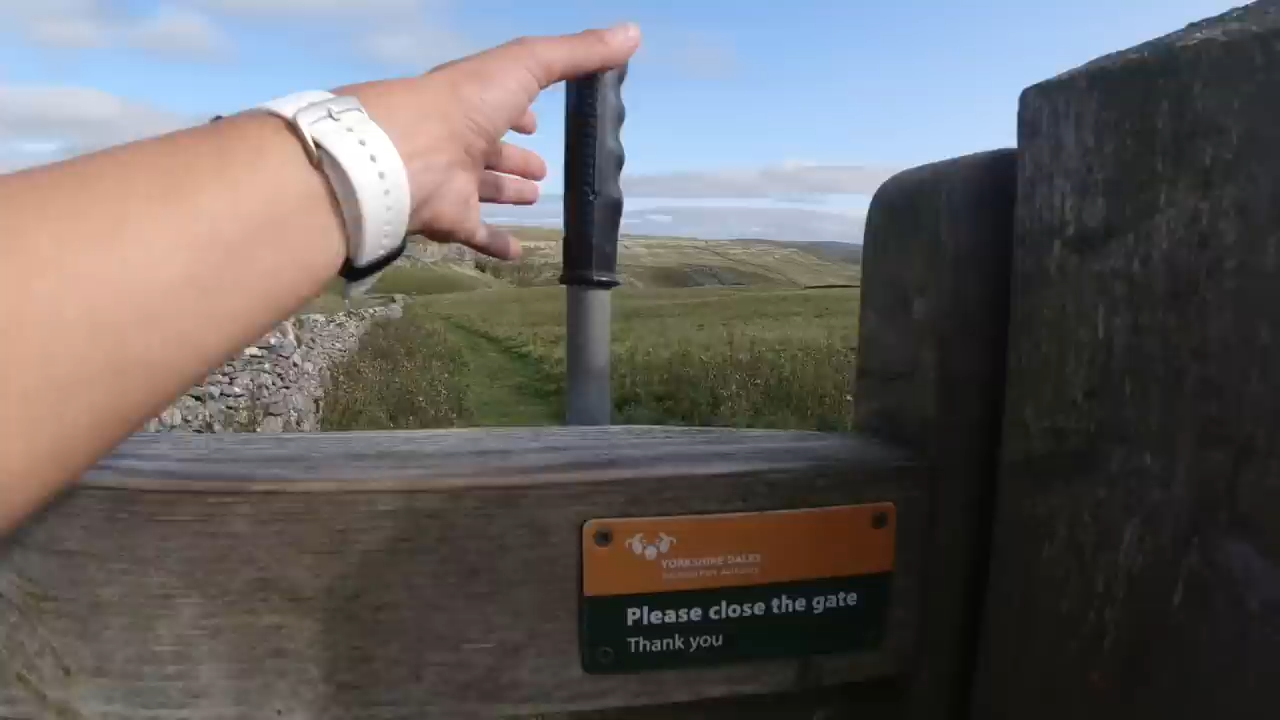 YORKSHIRE DALES
National Park Authority
Please close the gate
Thank you